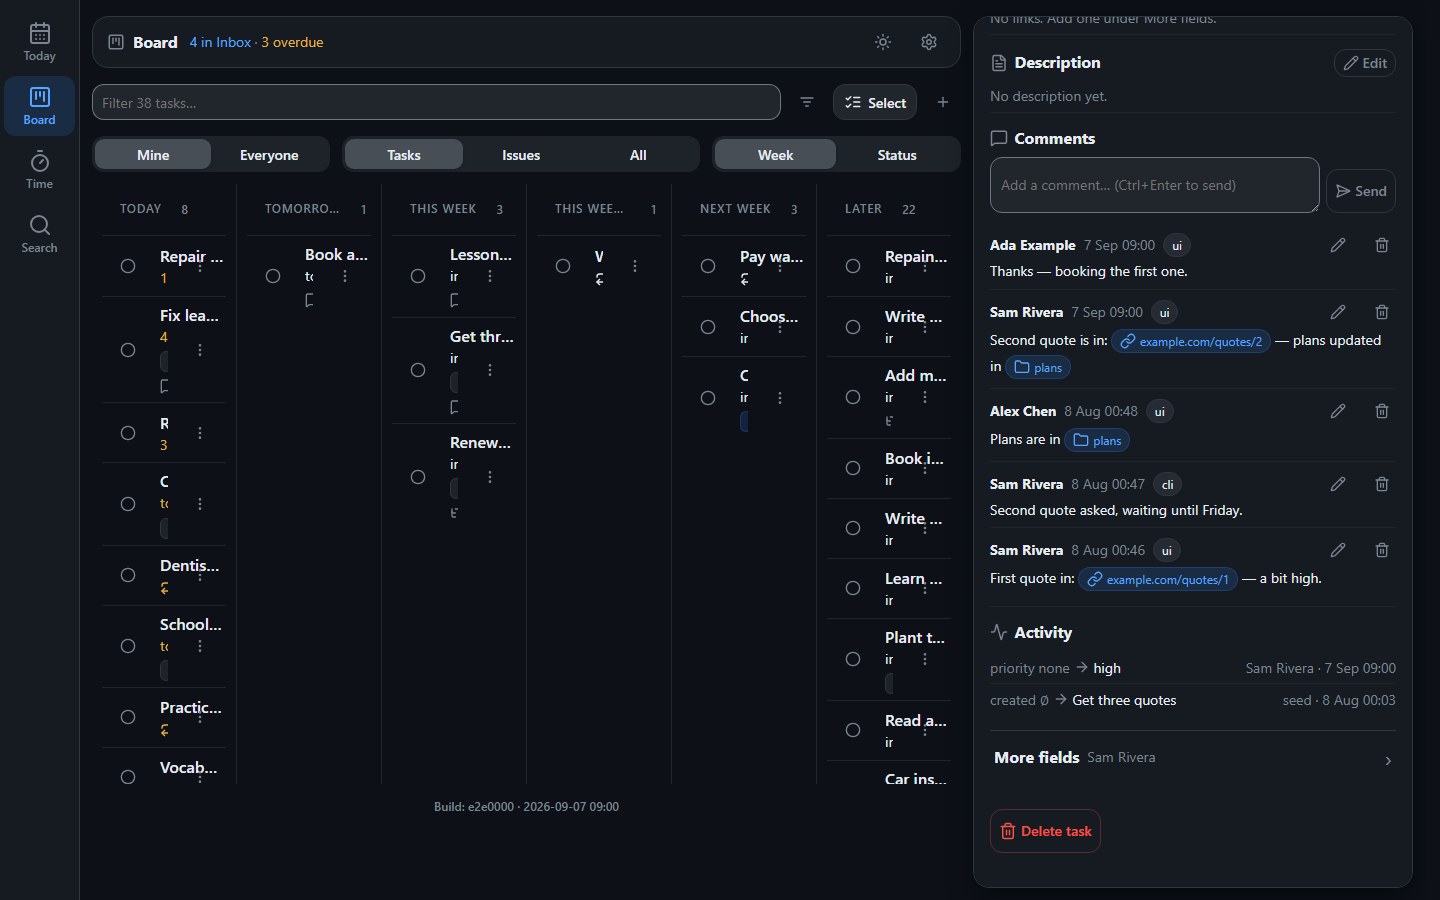 Today
Board
Time
Search
Board 4 in Inbox · 3 overdue
Filter 38 tasks...
Select
Mine Everyone
Tasks Issues All
Week Status
TODAY 8
Repair ...
1
Fix lea...
4
R
3
C
Dentis...
School...
Practic...
Vocab...
TOMORRO... 1
Book a...
THIS WEEK 3
Lesson...
Get thr...
Renew...
THIS WEE... 1
NEXT WEEK 3
Pay wa...
Choos...
C
LATER 22
Repain...
Write ...
Add m...
Book i...
Write ...
Learn ...
Plant t...
Read a...
Car ins...
Build: e2e0000 · 2026-09-07 09:00
No links. Add one under More fields.
Description
Edit
No description yet.
Comments
Add a comment... (Ctrl+Enter to send)
Send
Ada Example 7 Sep 09:00 ui
Thanks — booking the first one.
Sam Rivera 7 Sep 09:00 ui
Second quote is in: example.com/quotes/2 — plans updated
in plans
Alex Chen 8 Aug 00:48 ui
Plans are in plans
Sam Rivera 8 Aug 00:47 cli
Second quote asked, waiting until Friday.
Sam Rivera 8 Aug 00:46 ui
First quote in: example.com/quotes/1 — a bit high.
Activity
priority none → high Sam Rivera · 7 Sep 09:00
created Ø → Get three quotes seed · 8 Aug 00:03
More fields Sam Rivera
Delete task